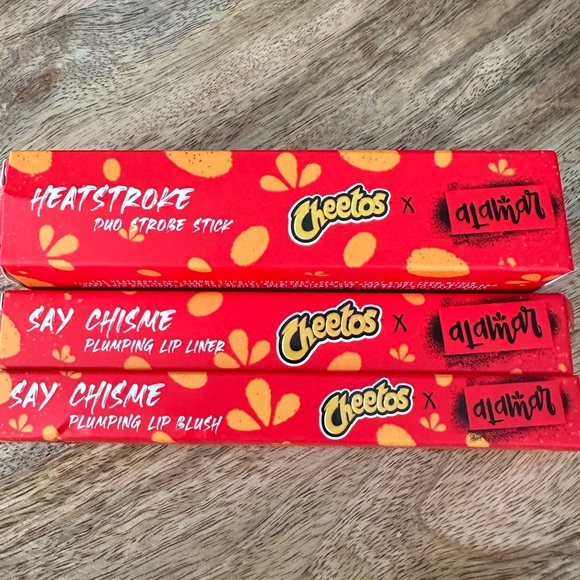 HEATSTROKE
DUO STROBE STICK
Cheetos x alamar
SAY CHISME
PLUMPING LIP LINER
Cheetos x alamar
SAY CHISME
PLUMPING LIP BLUSH
Cheetos x alamar